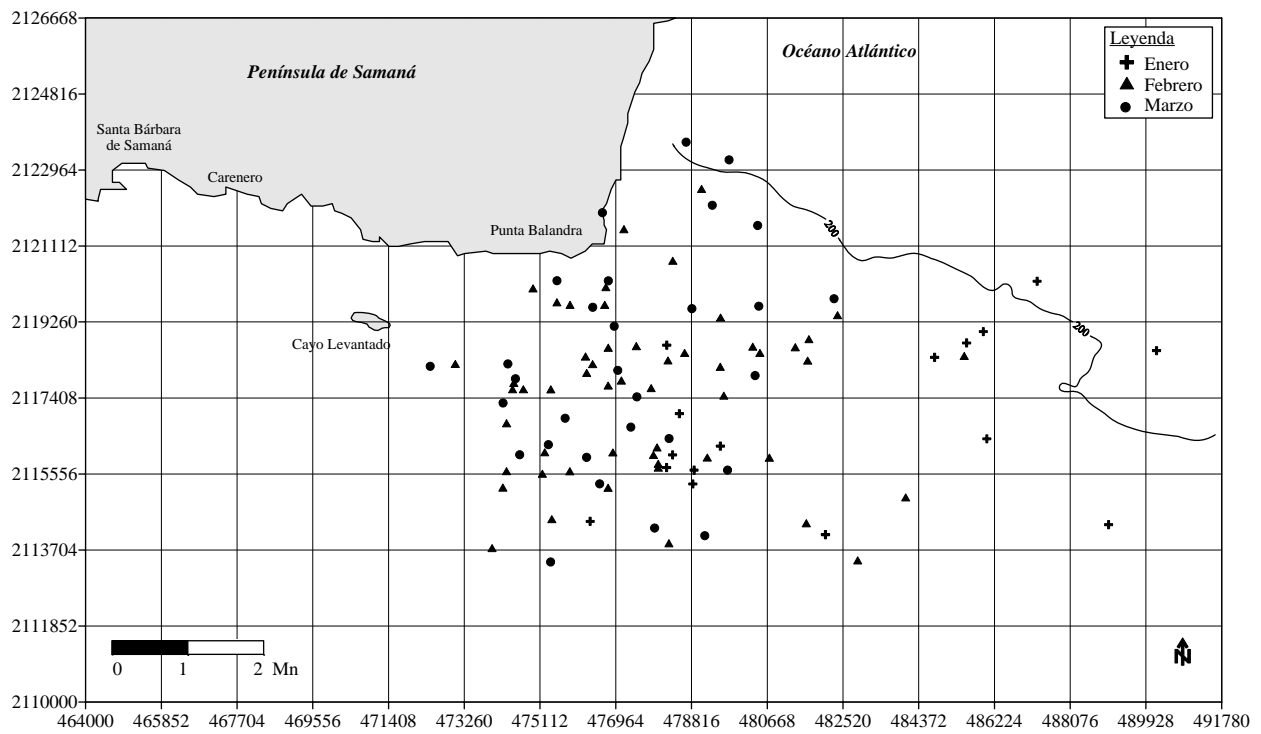 2126668
Océano Atlántico
Leyenda
Península de Samaná
Enero
Febrero
2124816
Marzo
Santa Bárbara
de Samaná
2122964
Carenero
Punta Balandra
200
2121112
2119260
200
Cayo Levantado
2117408
2115556
2113704
2111852
0 1 2 Mn
N
2110000
464000 465852 467704 469556 471408 473260 475112 476964 478816 480668 482520 484372 486224 488076 489928 491780